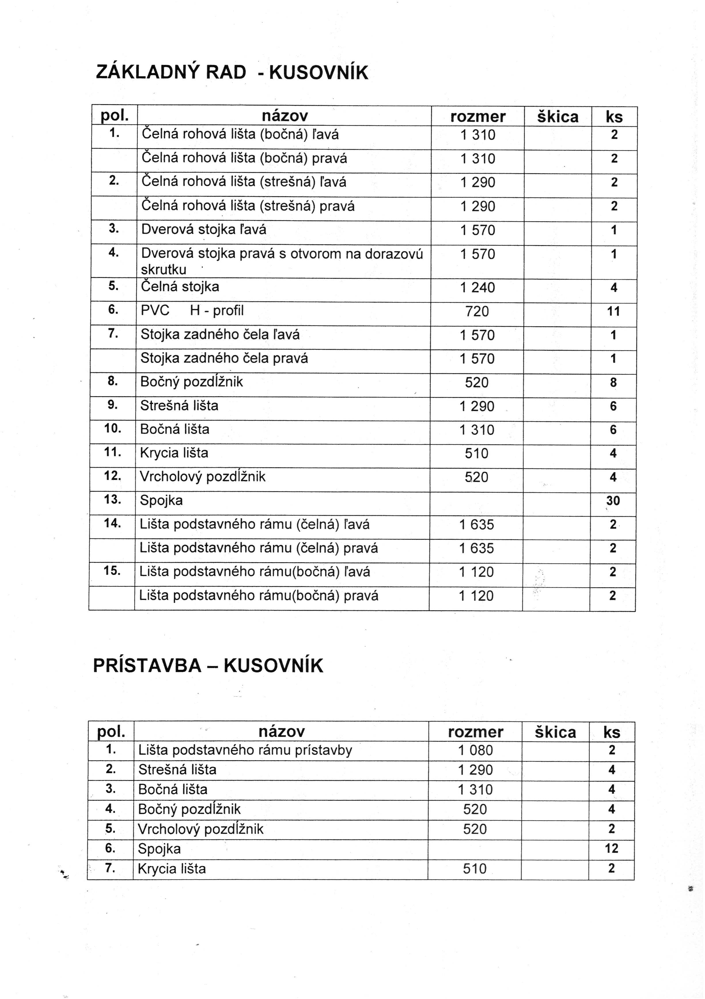 ZÁKLADNÝ RAD - KUSOVNÍK
pol. názov rozmer škica ks
1. Čelná rohová lišta (bočná) ľavá 1 310 2
Čelná rohová lišta (bočná) pravá 1 310 2
2. Čelná rohová lišta (strešná) ľavá 1 290 2
Čelná rohová lišta (strešná) pravá 1 290 2
3. Dverová stojka ľavá 1 570 1
4. Dverová stojka pravá s otvorom na dorazovú 1 570 1
skrutku
5. Čelná stojka 1 240 4
6. PVC H - profil 720 11
7. Stojka zadného čela ľavá 1 570 1
Stojka zadného čela pravá 1 570 1
8. Bočný pozdĺžnik 520 8
9. Strešná lišta 1 290 6
10. Bočná lišta 1 310 6
11. Krycia lišta 510 4
12. Vrcholový pozdĺžnik 520 4
13. Spojka 30
14. Lišta podstavného rámu (čelná) ľavá 1 635 2
Lišta podstavného rámu (čelná) pravá 1 635 2
15. Lišta podstavného rámu(bočná) ľavá 1 120 2
Lišta podstavného rámu(bočná) pravá 1 120 2
PRÍSTAVBA – KUSOVNÍK
pol. názov rozmer škica ks
1. Lišta podstavného rámu prístavby 1 080 2
2. Strešná lišta 1 290 4
3. Bočná lišta 1 310 4
4. Bočný pozdĺžnik 520 4
5. Vrcholový pozdĺžnik 520 2
6. Spojka 12
7. Krycia lišta 510 2